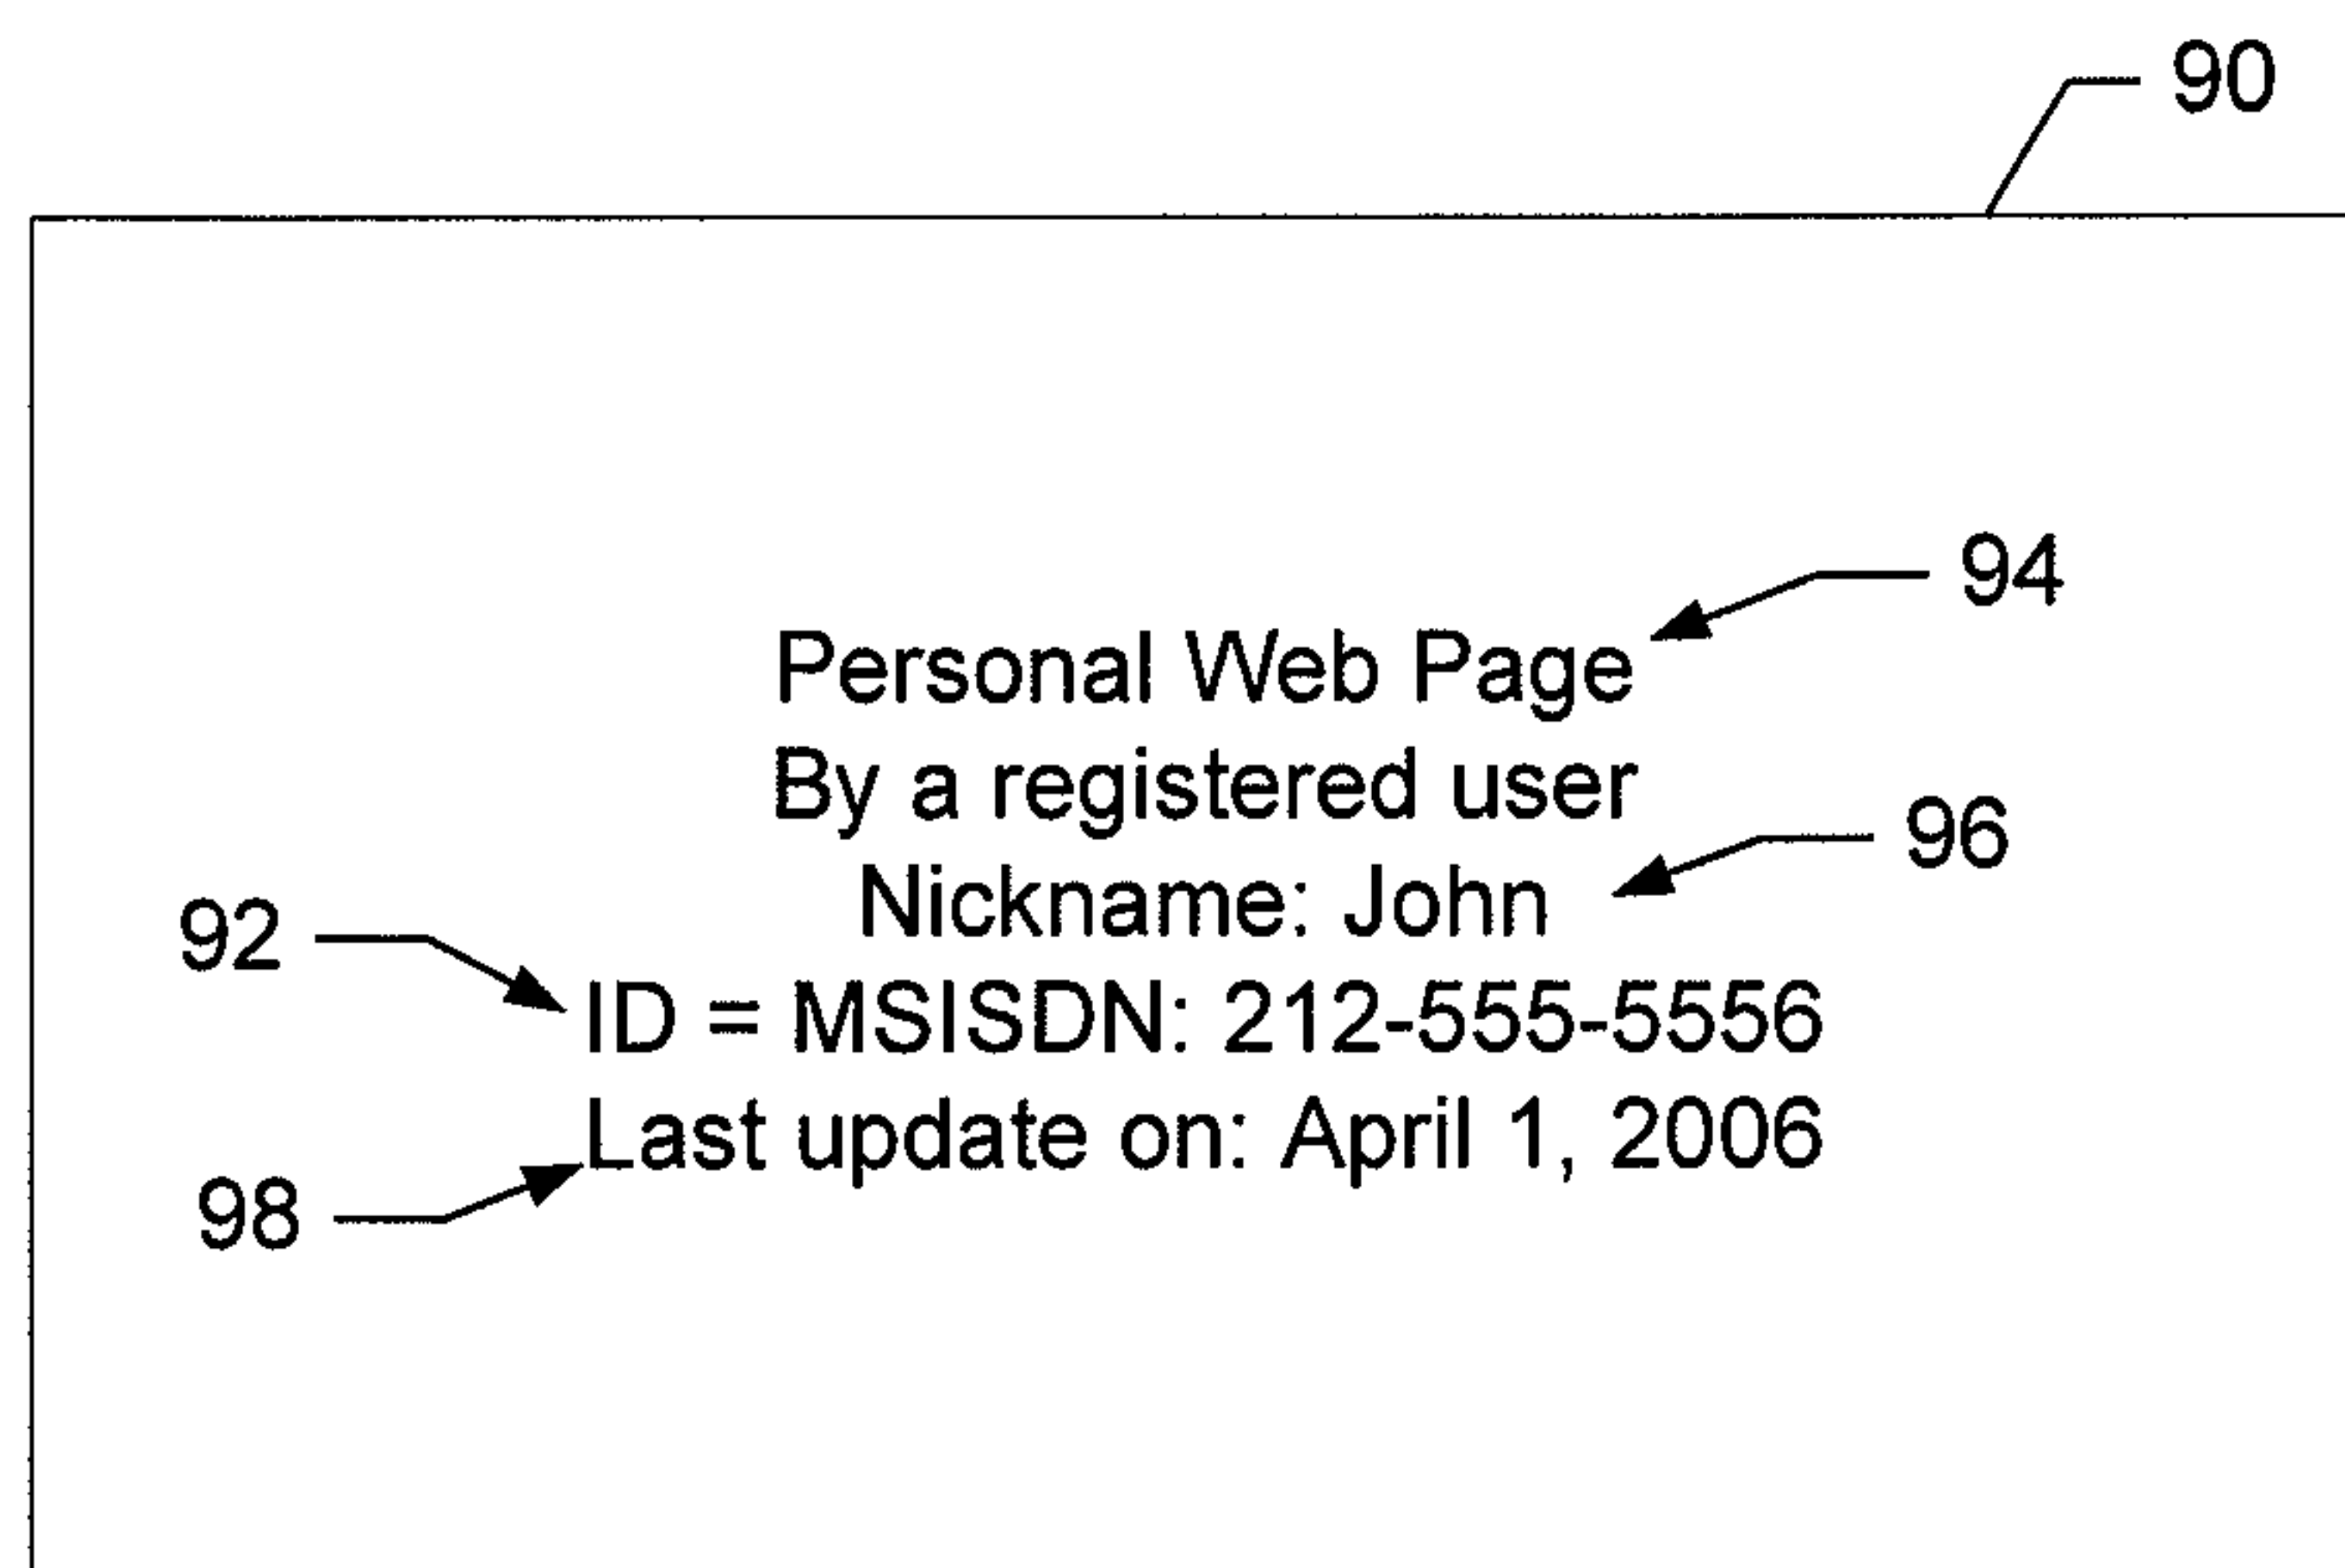 90
94
Personal Web Page
By a registered user
96
Nickname: John
92
ID = MSISDN: 212-555-5556
Last update on: April 1, 2006
98